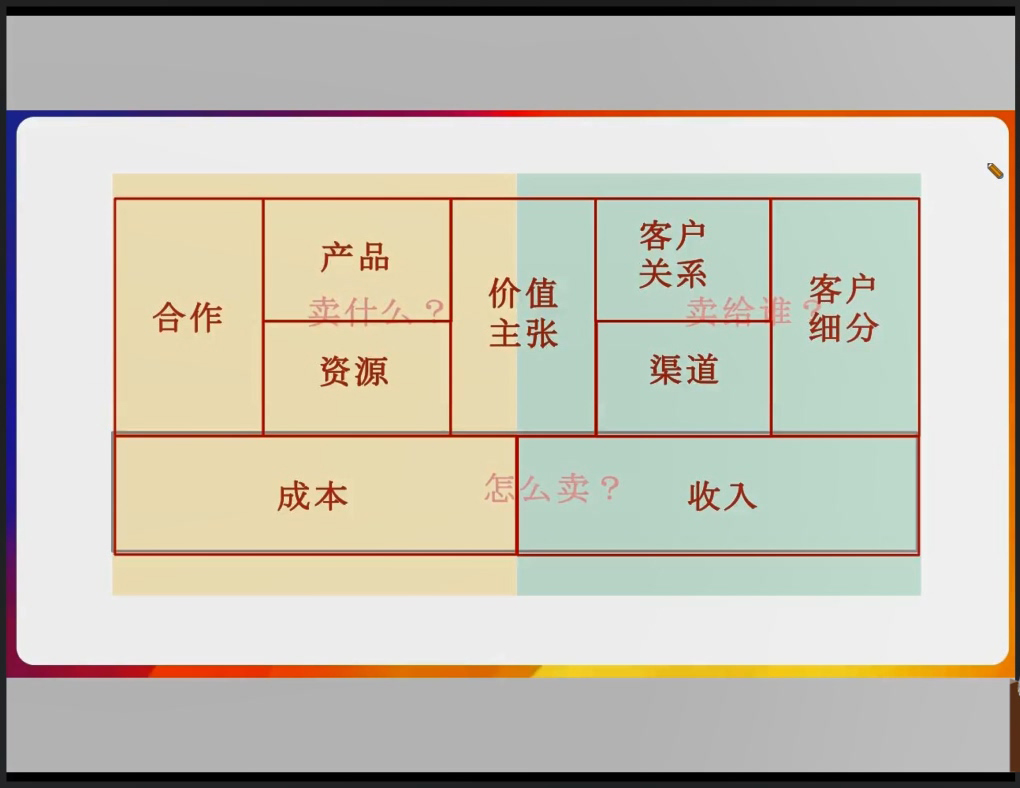 合作
产品
卖什么？
资源
价值
主张
客户
关系
卖给谁？
渠道
客户
细分
成本
怎么卖？
收入